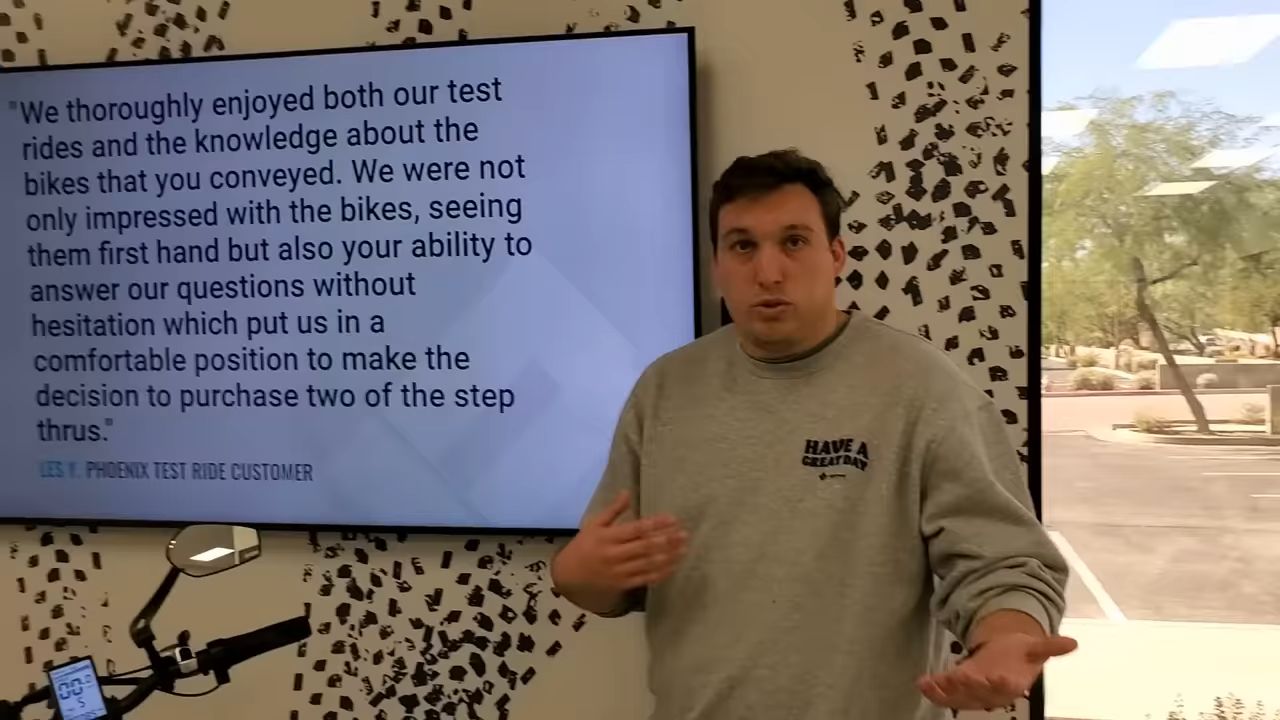 "We thoroughly enjoyed both our test
rides and the knowledge about the
bikes that you conveyed. We were not
only impressed with the bikes, seeing
them first hand but also your ability to
answer our questions without
hesitation which put us in a
comfortable position to make the
decision to purchase two of the step
thrus."
LES Y. PHOENIX TEST RIDE CUSTOMER
HAVE A
GREAT DAY